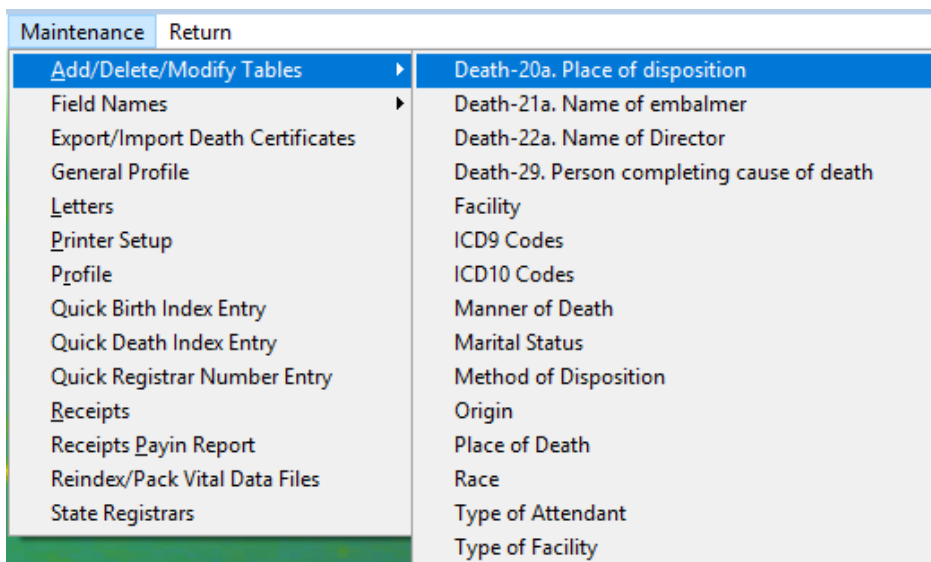 Maintenance Return
Add/Delete/Modify Tables
Field Names
Export/Import Death Certificates
General Profile
Letters
Printer Setup
Profile
Quick Birth Index Entry
Quick Death Index Entry
Quick Registrar Number Entry
Receipts
Receipts Payin Report
Reindex/Pack Vital Data Files
State Registrars
Death-20a. Place of disposition
Death-21a. Name of embalmer
Death-22a. Name of Director
Death-29. Person completing cause of death
Facility
ICD9 Codes
ICD10 Codes
Manner of Death
Marital Status
Method of Disposition
Origin
Place of Death
Race
Type of Attendant
Type of Facility